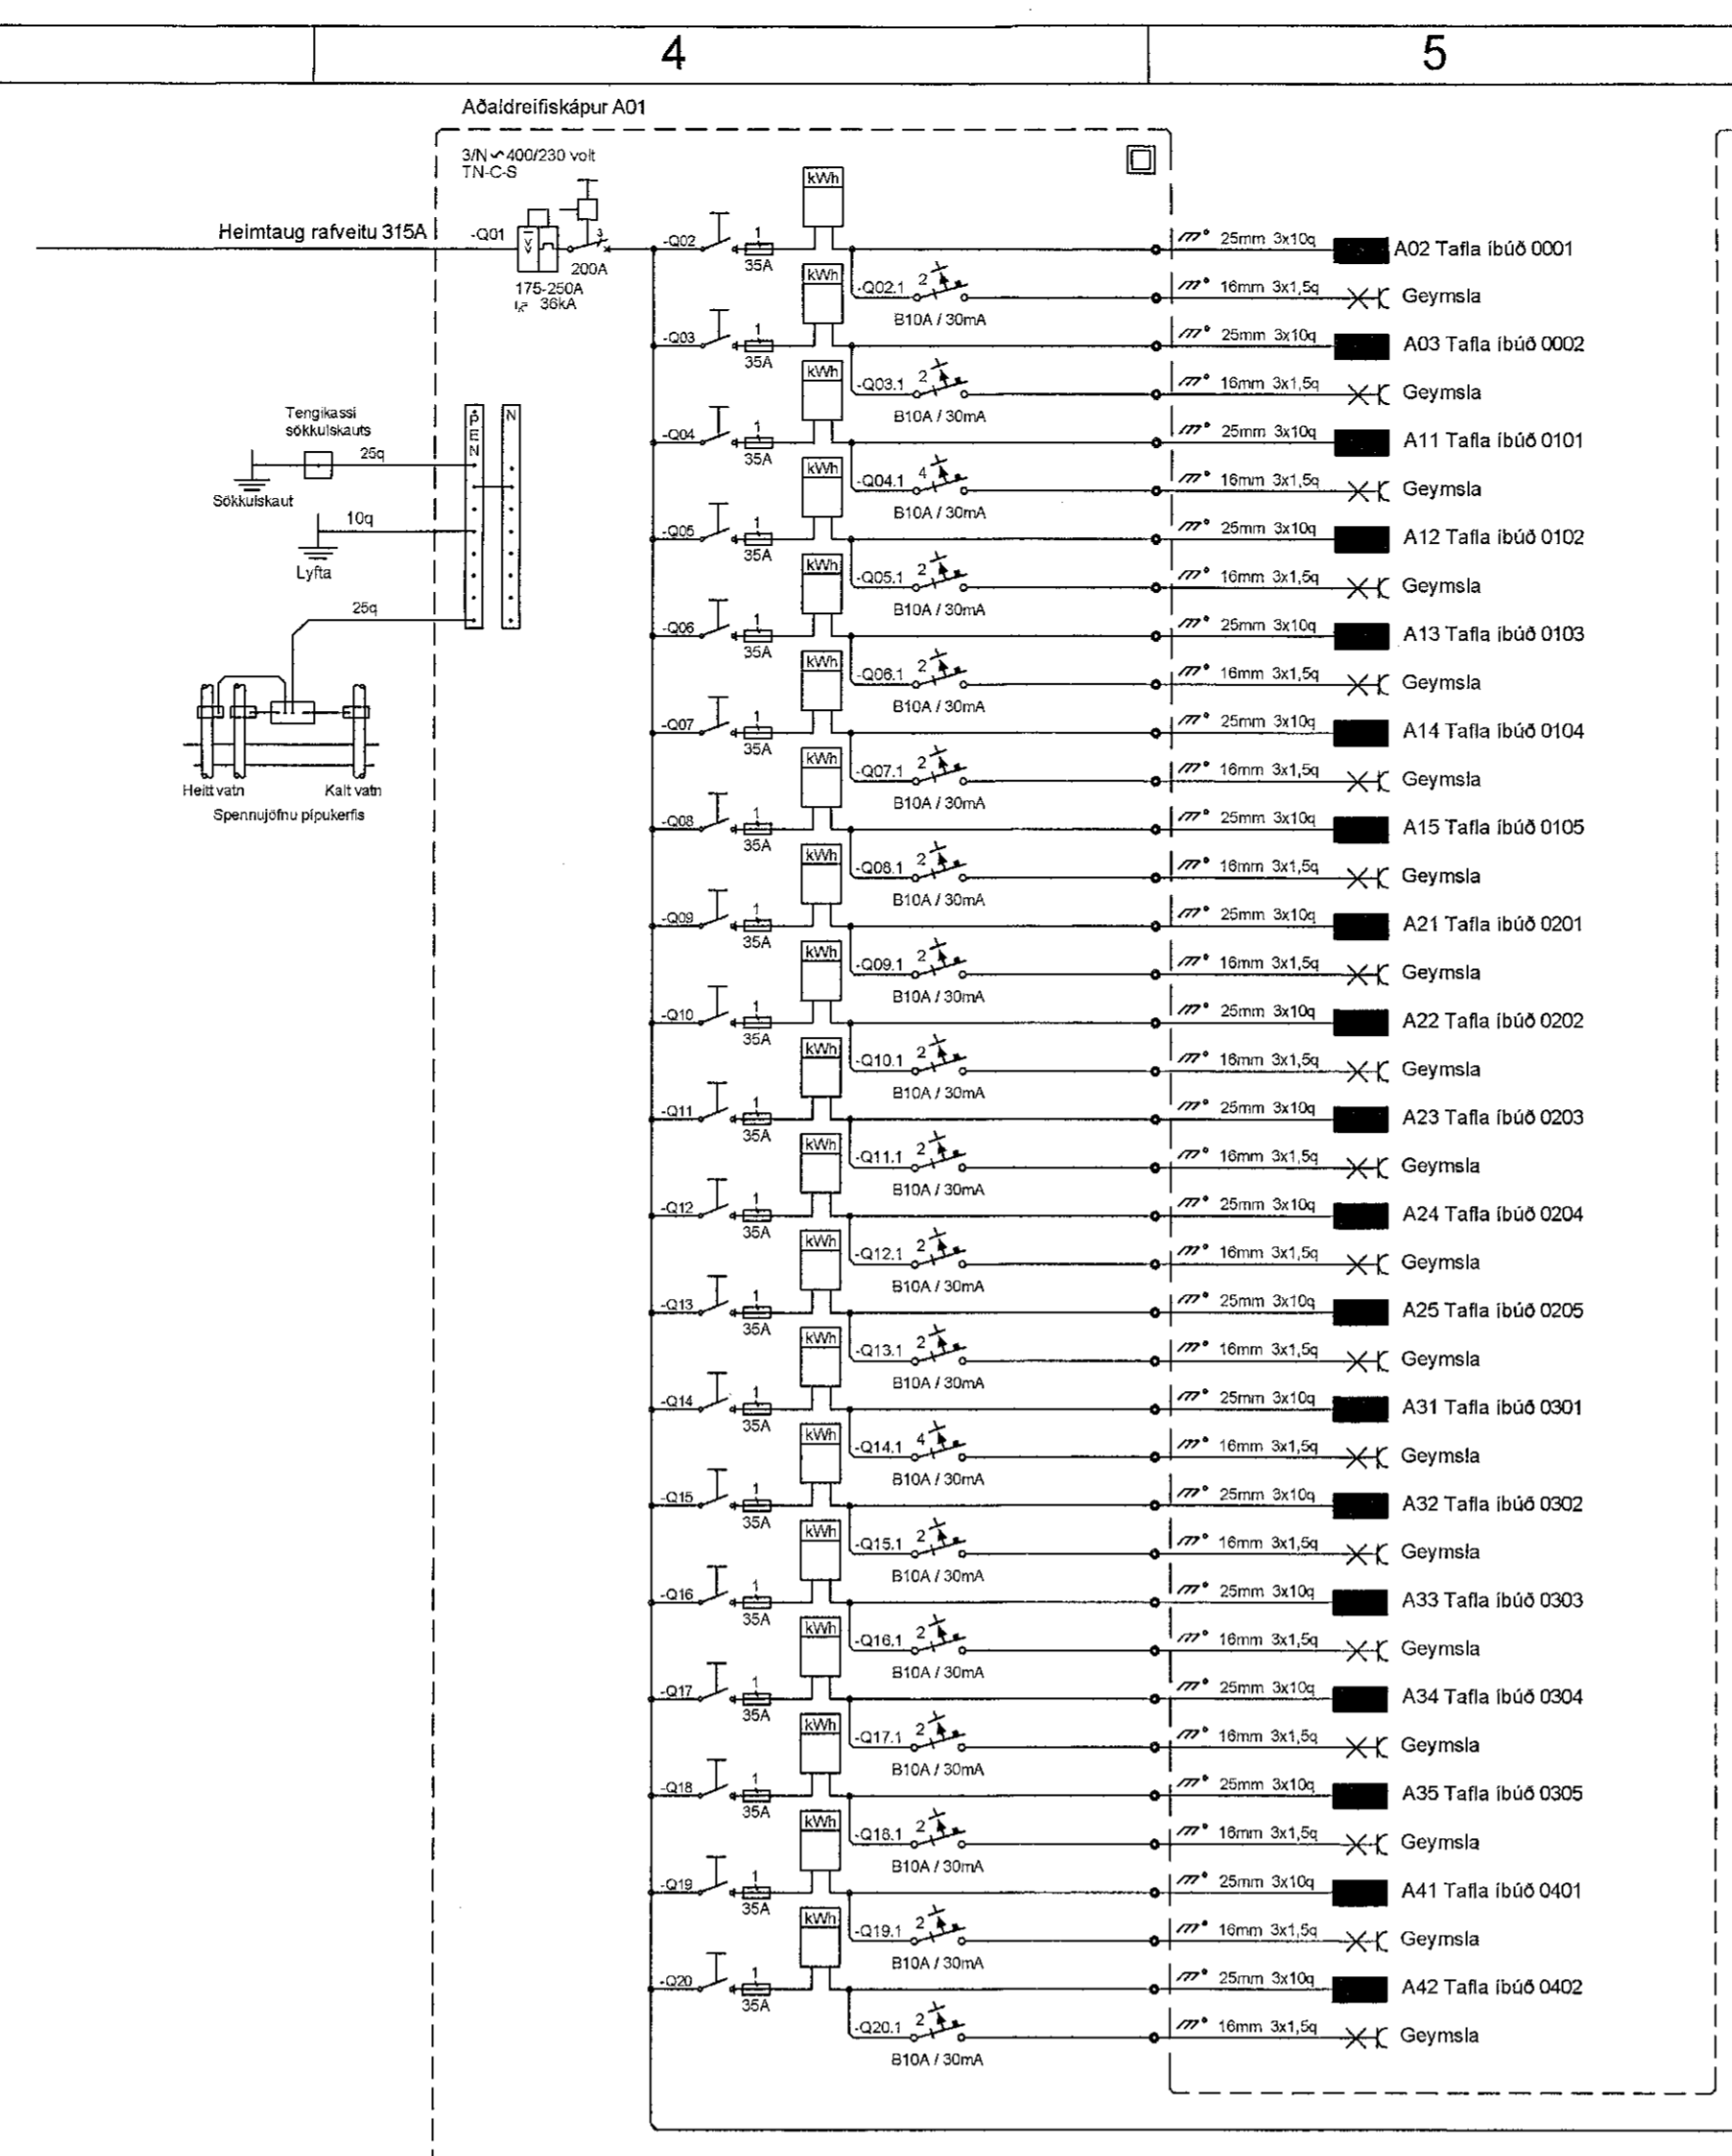 4
5
Aðaldreifiskápur A01
3/N ~ 400/230 volt
TN-C-S
Heimtaug rafveitu 315A
-Q01
3
200A
175-250A
36kA
Tengikassi
sökkulskauts
25q
Sökkulskaut
10q
Lyfta
25q
PEN
N
Heitt vatn
Kalt vatn
Spennujöfnu pípukerfis
kWh
-Q02 1 35A 25mm 3x10q A02 Tafla íbúð 0001
-Q02.1 2 B10A / 30mA 16mm 3x1,5q Geymsla
kWh
-Q03 1 35A 25mm 3x10q A03 Tafla íbúð 0002
-Q03.1 2 B10A / 30mA 16mm 3x1,5q Geymsla
kWh
-Q04 1 35A 25mm 3x10q A11 Tafla íbúð 0101
-Q04.1 4 B10A / 30mA 16mm 3x1,5q Geymsla
kWh
-Q05 1 35A 25mm 3x10q A12 Tafla íbúð 0102
-Q05.1 2 B10A / 30mA 16mm 3x1,5q Geymsla
kWh
-Q06 1 35A 25mm 3x10q A13 Tafla íbúð 0103
-Q06.1 2 B10A / 30mA 16mm 3x1,5q Geymsla
kWh
-Q07 1 35A 25mm 3x10q A14 Tafla íbúð 0104
-Q07.1 2 B10A / 30mA 16mm 3x1,5q Geymsla
kWh
-Q08 1 35A 25mm 3x10q A15 Tafla íbúð 0105
-Q08.1 2 B10A / 30mA 16mm 3x1,5q Geymsla
kWh
-Q09 1 35A 25mm 3x10q A21 Tafla íbúð 0201
-Q09.1 2 B10A / 30mA 16mm 3x1,5q Geymsla
kWh
-Q10 1 35A 25mm 3x10q A22 Tafla íbúð 0202
-Q10.1 2 B10A / 30mA 16mm 3x1,5q Geymsla
kWh
-Q11 1 35A 25mm 3x10q A23 Tafla íbúð 0203
-Q11.1 2 B10A / 30mA 16mm 3x1,5q Geymsla
kWh
-Q12 1 35A 25mm 3x10q A24 Tafla íbúð 0204
-Q12.1 2 B10A / 30mA 16mm 3x1,5q Geymsla
kWh
-Q13 1 35A 25mm 3x10q A25 Tafla íbúð 0205
-Q13.1 2 B10A / 30mA 16mm 3x1,5q Geymsla
kWh
-Q14 1 35A 25mm 3x10q A31 Tafla íbúð 0301
-Q14.1 4 B10A / 30mA 16mm 3x1,5q Geymsla
kWh
-Q15 1 35A 25mm 3x10q A32 Tafla íbúð 0302
-Q15.1 2 B10A / 30mA 16mm 3x1,5q Geymsla
kWh
-Q16 1 35A 25mm 3x10q A33 Tafla íbúð 0303
-Q16.1 2 B10A / 30mA 16mm 3x1,5q Geymsla
kWh
-Q17 1 35A 25mm 3x10q A34 Tafla íbúð 0304
-Q17.1 2 B10A / 30mA 16mm 3x1,5q Geymsla
kWh
-Q18 1 35A 25mm 3x10q A35 Tafla íbúð 0305
-Q18.1 2 B10A / 30mA 16mm 3x1,5q Geymsla
kWh
-Q19 1 35A 25mm 3x10q A41 Tafla íbúð 0401
-Q19.1 2 B10A / 30mA 16mm 3x1,5q Geymsla
kWh
-Q20 1 35A 25mm 3x10q A42 Tafla íbúð 0402
-Q20.1 2 B10A / 30mA 16mm 3x1,5q Geymsla